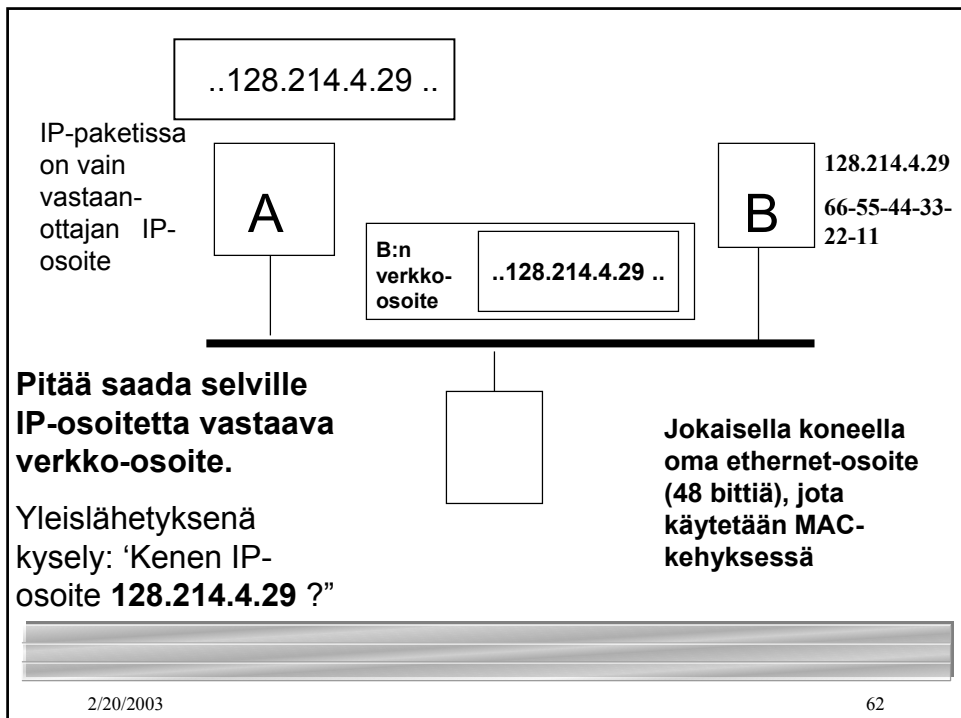 ..128.214.4.29 ..
IP-paketissa
on vain
vastaan-
ottajan IP-
osoite
A
B:n
verkko-
osoite
..128.214.4.29 ..
B
128.214.4.29
66-55-44-33-
22-11
Pitää saada selville
IP-osoitetta vastaava
verkko-osoite.
Yleislähetyksenä
kysely: ‘Kenen IP-
osoite 128.214.4.29 ?”
Jokaisella koneella
oma ethernet-osoite
(48 bittiä), jota
käytetään MAC-
kehyksessä
2/20/2003
62